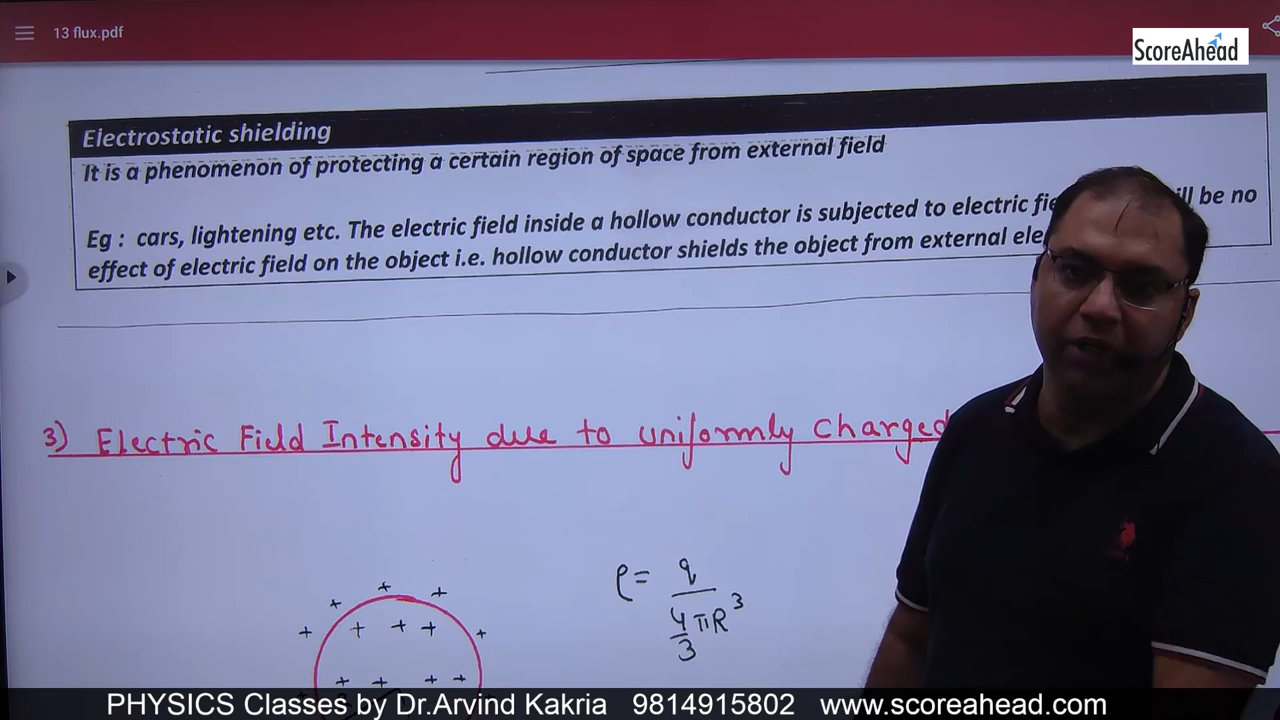 13 flux.pdf
ScoreAhead
Electrostatic shielding
It is a phenomenon of protecting a certain region of space from external field
Eg : cars, lightening etc. The electric field inside a hollow conductor is subjected to electric ll be no
effect of electric field on the object i.e. hollow conductor shields the object from external
3) Electric Field Intensity due to uniformly charged
ρ = q
4/3 πR³
+ + +
+ + + + +
+ + + +
PHYSICS Classes by Dr.Arvind Kakria 9814915802 www.scoreahead.com